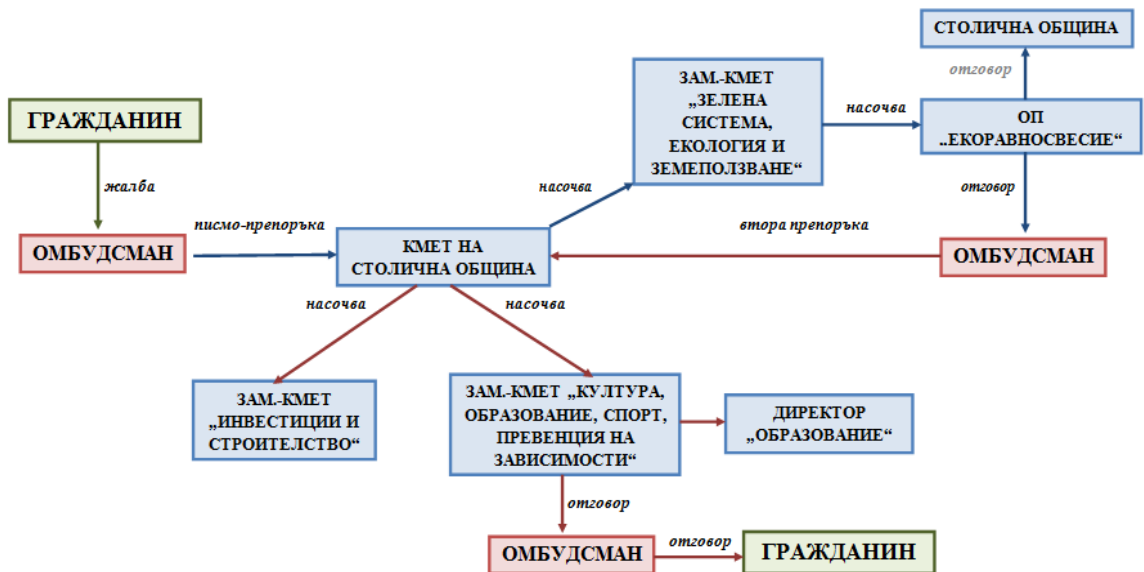 СТОЛИЧНА ОБЩИНА
отговор
ЗАМ.-КМЕТ
„ЗЕЛЕНА
СИСТЕМА,
ЕКОЛОГИЯ И
ЗЕМЕПОЛЗВАНЕ“
насочва
ОП
„ЕКОРАВНОСВЕСИЕ“
ГРАЖДАНИН
жалба
насочва
отговор
ОМБУДСМАН
писмо-препоръка
КМЕТ НА
СТОЛИЧНА ОБЩИНА
втора препоръка
ОМБУДСМАН
насочва
насочва
ЗАМ.-КМЕТ
„ИНВЕСТИЦИИ И
СТРОИТЕЛСТВО“
ЗАМ.-КМЕТ „КУЛТУРА,
ОБРАЗОВАНИЕ, СПОРТ,
ПРЕВЕНЦИЯ НА
ЗАВИСИМОСТИ“
ДИРЕКТОР
„ОБРАЗОВАНИЕ“
отговор
ОМБУДСМАН
отговор
ГРАЖДАНИН